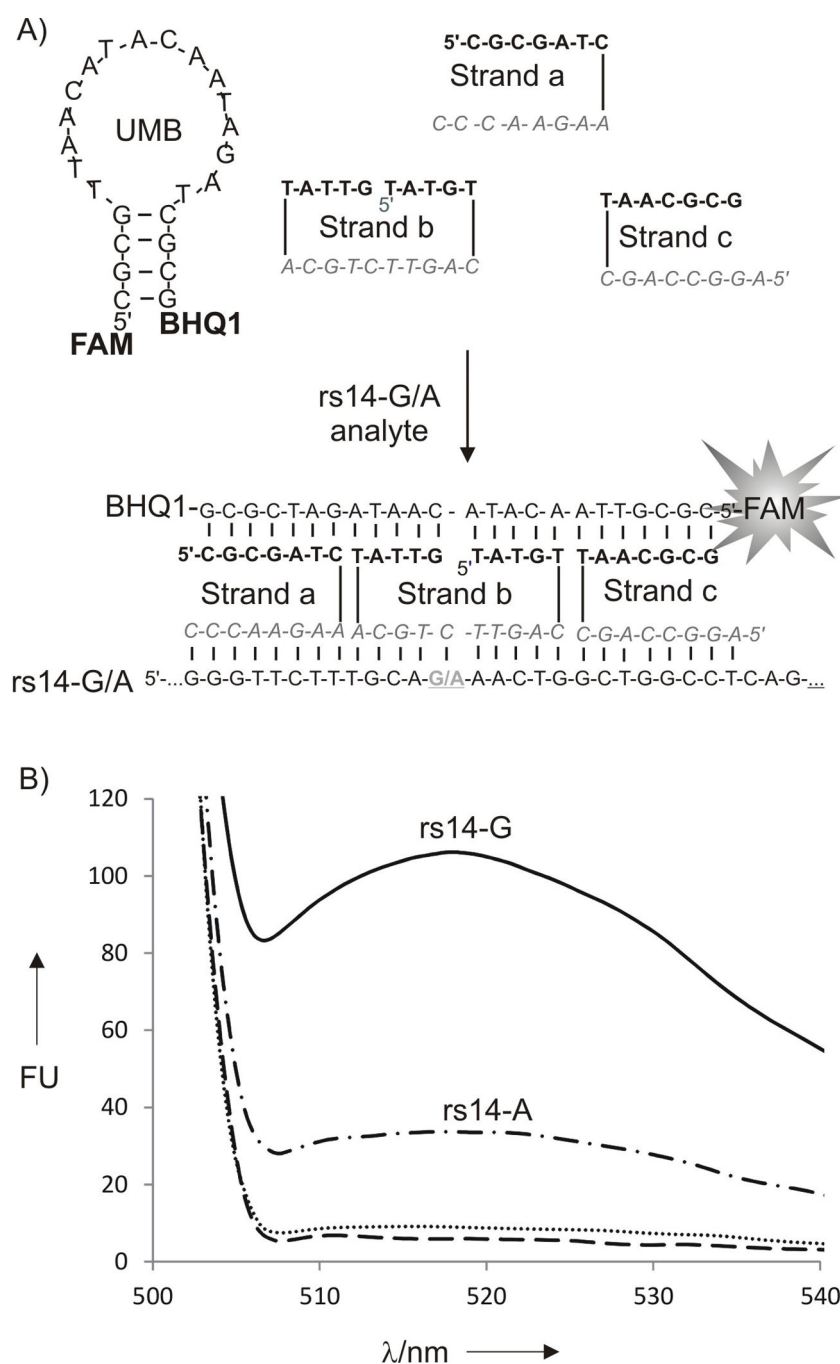 A)
T-A-C-A-A-T-A-G-A-T
A-C-A-A-T-T
UMB
G – C
C – G
G – C
C – G
5'
FAM
BHQ1
5'-C-G-C-G-A-T-C
Strand a
C-C -C -A- A-G-A-A
T-A-T-T-G T-A-T-G-T
5'
Strand b
A-C-G-T-C-T-T-G-A-C
T-A-A-C-G-C-G
Strand c
C-G-A-C-C-G-G-A-5'
rs14-G/A
analyte
BHQ1-G-C-G-C-T-A-G-A-T-A-A-C - A-T-A-C-A-A-T-T-G-C-G-C-5'-FAM
5'-C-G-C-G-A-T-C T-A-T-T-G 5' T-A-T-G-T T-A-A-C-G-C-G
Strand a Strand b Strand c
C-C-C-A-A-G-A-A A-C-G-T- C -T-T-G-A-C C-G-A-C-C-G-G-A-5'
rs14-G/A 5'-...G-G-G-T-T-C-T-T-T-G-C-A-G/A-A-A-C-T-G-G-C-T-G-G-C-C-T-C-A-G-...
B)
120
100
80
60
40
20
0
FU
rs14-G
rs14-A
500 510 520 530 540
λ/nm